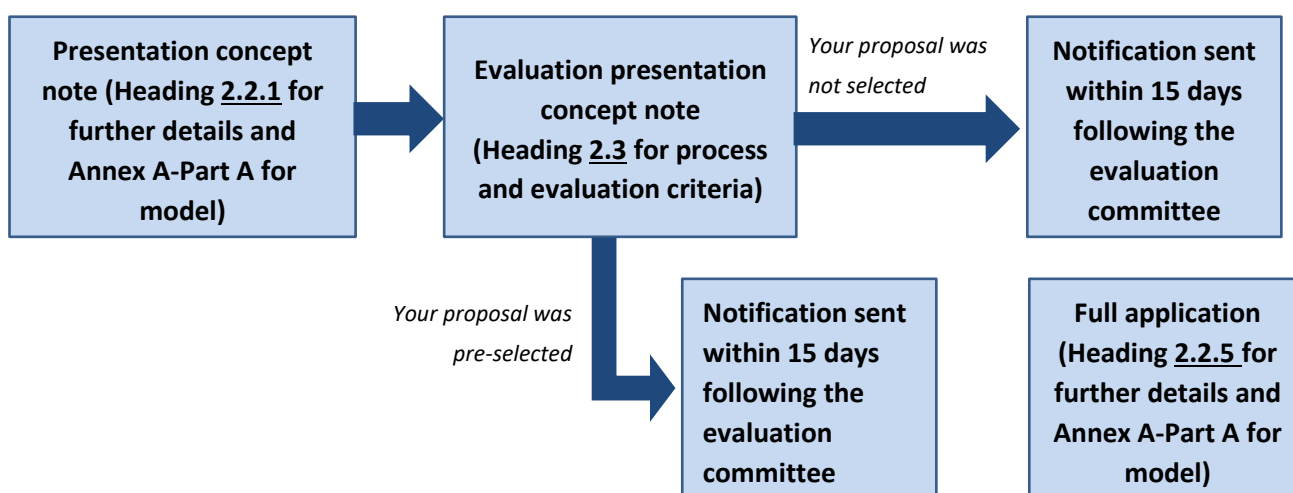 Presentation concept
note (Heading 2.2.1 for
further details and
Annex A-Part A for
model)
Evaluation presentation
concept note
(Heading 2.3 for process
and evaluation criteria)
Your proposal was
not selected
Notification sent
within 15 days
following the
evaluation
committee
Your proposal was
pre-selected
Notification sent
within 15 days
following the
evaluation
committee
Full application
(Heading 2.2.5 for
further details and
Annex A-Part A for
model)